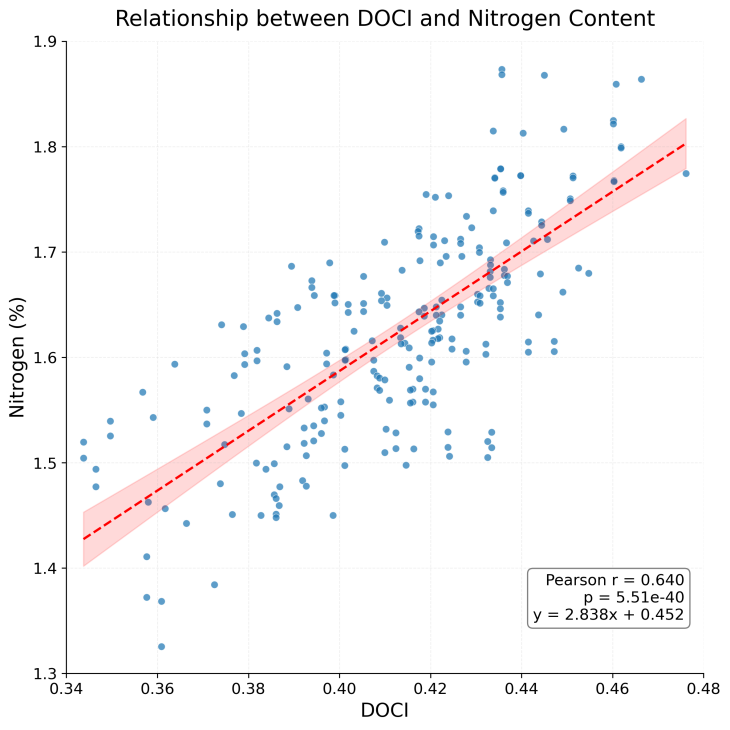 Relationship between DOCI and Nitrogen Content
Nitrogen (%)
1.9
1.8
1.7
1.6
1.5
1.4
1.3
Pearson r = 0.640
p = 5.51e-40
y = 2.838x + 0.452
0.34 0.36 0.38 0.40 0.42 0.44 0.46 0.48
DOCI